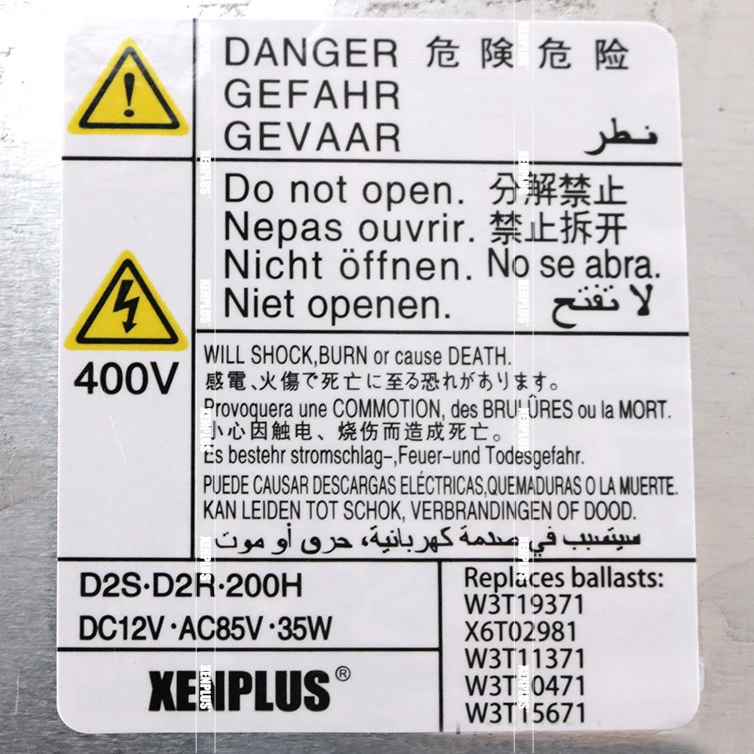 DANGER 危険危险
GEFAHR
GEVAAR خطر
Do not open. 分解禁止
Nepas ouvrir. 禁止拆开
Nicht öffnen. No se abra.
Niet openen. لا تفتح
400V
WILL SHOCK,BURN or cause DEATH.
感電、火傷で死亡に至る恐れがあります。
Provoquera une COMMOTION, des BRULÛRES ou la MORT.
小心因触电、烧伤而造成死亡。
Es bestehr stromschlag-,Feuer-und Todesgefahr.
PUEDE CAUSAR DESCARGAS ELÉCTRICAS,QUEMADURAS O LA MUERTE.
KAN LEIDEN TOT SCHOK, VERBRANDINGEN OF DOOD.
سيتسبب في صدمة كهربائية، حرق أو موت
D2S·D2R·200H
DC12V·AC85V·35W
XENPLUS®
Replaces ballasts:
W3T19371
X6T02981
W3T11371
W3T20471
W3T15671